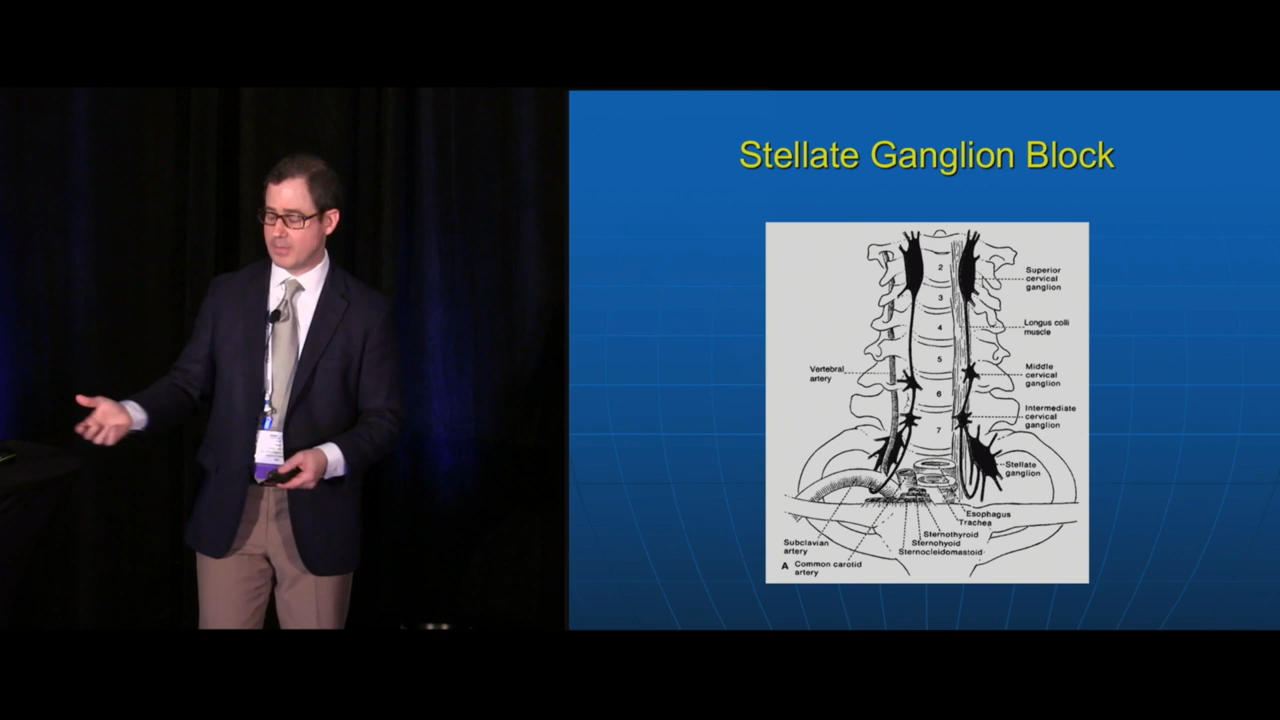 Stellate Ganglion Block
2
3
4
5
6
7
Superior
cervical
ganglion
Longus colli
muscle
Vertebral
artery
Middle
cervical
ganglion
Intermediate
cervical
ganglion
Stellate
ganglion
Esophagus
Trachea
Sternothyroid
Sternohyoid
Sternocleidomastoid
Subclavian
artery
A Common carotid
artery